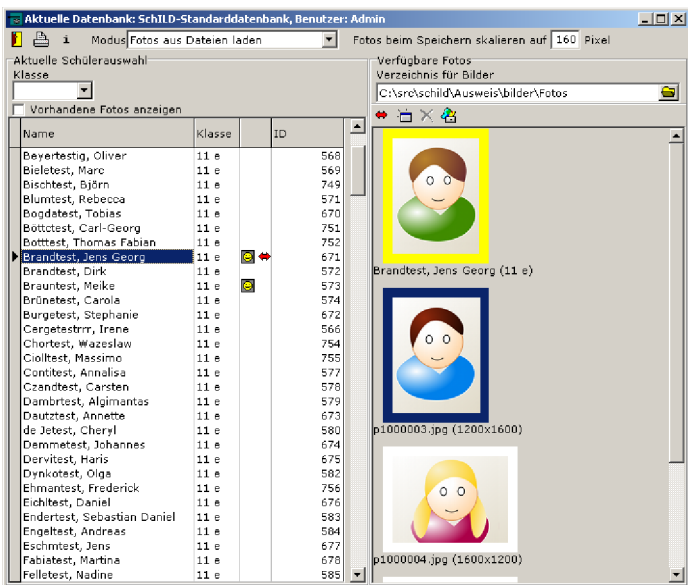 Aktuelle Datenbank: SchILD-Standarddatenbank, Benutzer: Admin
Modus Fotos aus Dateien laden Fotos beim Speichern skalieren auf 160 Pixel
Aktuelle Schülerauswahl
Klasse
Vorhandene Fotos anzeigen
Name Klasse ID
Beyertestig, Oliver 11 e 568
Bieletest, Marc 11 e 569
Bischtest, Björn 11 e 749
Blumtest, Rebecca 11 e 571
Bogdatest, Tobias 11 e 670
Böttctest, Carl-Georg 11 e 751
Botttest, Thomas Fabian 11 e 752
Brandtest, Jens Georg 11 e 671
Brandtest, Dirk 11 e 572
Brauntest, Meike 11 e 573
Brünetest, Carola 11 e 574
Burgetest, Stephanie 11 e 672
Cergetestrrr, Irene 11 e 566
Chortest, Wazeslaw 11 e 754
Ciolltest, Massimo 11 e 755
Contitest, Annalisa 11 e 577
Czandtest, Carsten 11 e 578
Dambrtest, Algimantas 11 e 579
Dautztest, Annette 11 e 673
de Jetest, Cheryl 11 e 580
Demmetest, Johannes 11 e 674
Dervitest, Haris 11 e 675
Dynkotest, Olga 11 e 582
Ehmantest, Frederick 11 e 756
Eichltest, Daniel 11 e 676
Endertest, Sebastian Daniel 11 e 583
Engeltest, Andreas 11 e 584
Eschmtest, Jens 11 e 677
Fabiatest, Martina 11 e 678
Felletest, Nadine 11 e 585
Verfügbare Fotos
Verzeichnis für Bilder
C:\src\schild\Ausweis\bilder\Fotos
Brandtest, Jens Georg (11 e)
p1000003.jpg (1200x1600)
p1000004.jpg (1600x1200)